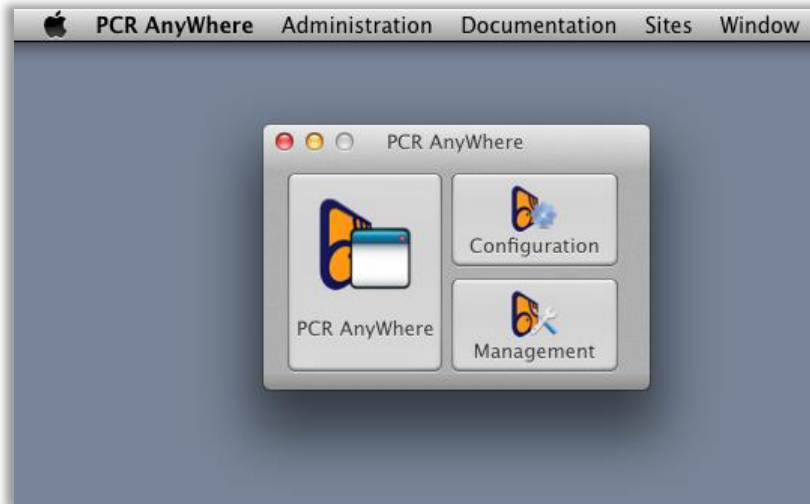 PCR AnyWhere Administration Documentation Sites Window
PCR AnyWhere
PCR AnyWhere
Configuration
Management